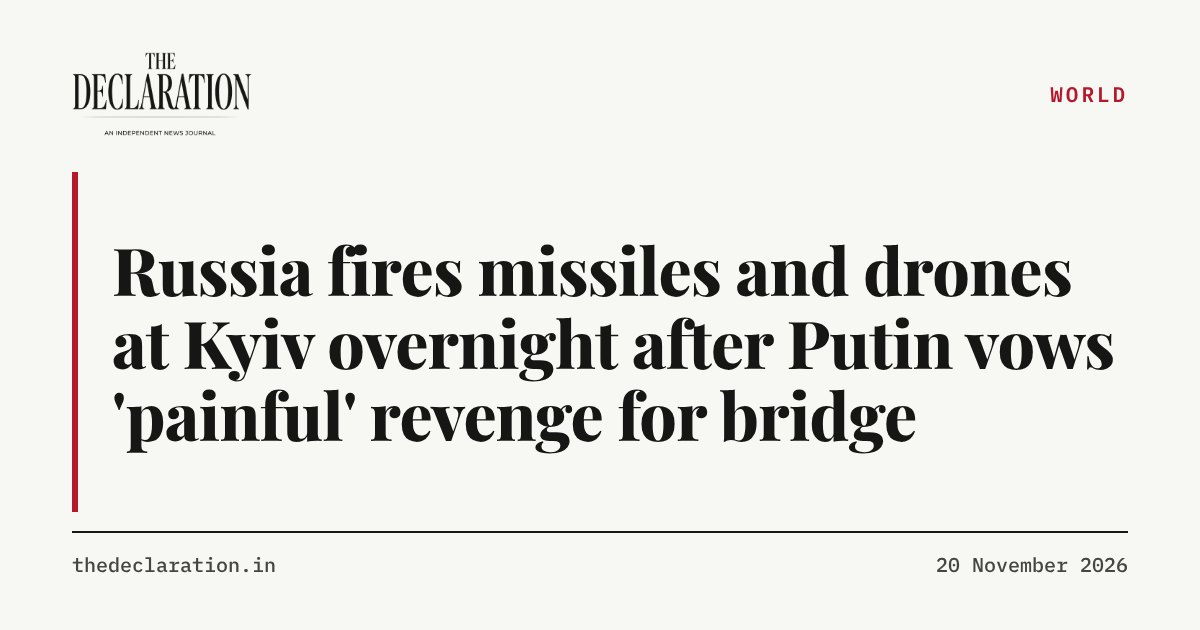 THE
DECLARATION
AN INDEPENDENT NEWS JOURNAL
WORLD
Russia fires missiles and drones
at Kyiv overnight after Putin vows
'painful' revenge for bridge
thedeclaration.in
20 November 2026